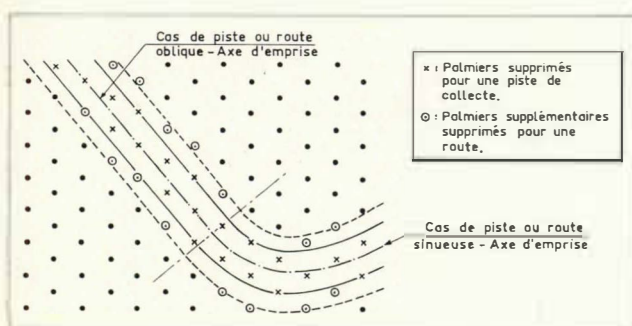 Cas de piste ou route
oblique - Axe d'emprise
× : Palmiers supprimés
pour une piste de
collecte.
⊙ : Palmiers supplémentaires
supprimés pour une
route.
Cas de piste ou route
sinueuse - Axe d'emprise